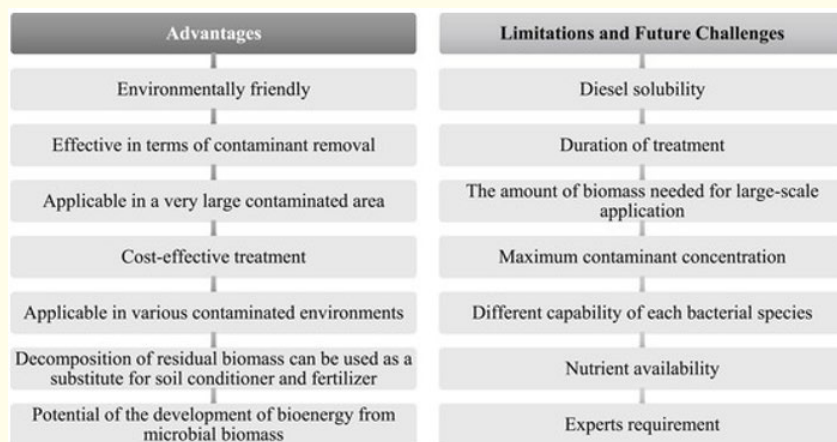 Advantages
Environmentally friendly
Effective in terms of contaminant removal
Applicable in a very large contaminated area
Cost-effective treatment
Applicable in various contaminated environments
Decomposition of residual biomass can be used as a
substitute for soil conditioner and fertilizer
Potential of the development of bioenergy from
microbial biomass
Limitations and Future Challenges
Diesel solubility
Duration of treatment
The amount of biomass needed for large-scale
application
Maximum contaminant concentration
Different capability of each bacterial species
Nutrient availability
Experts requirement